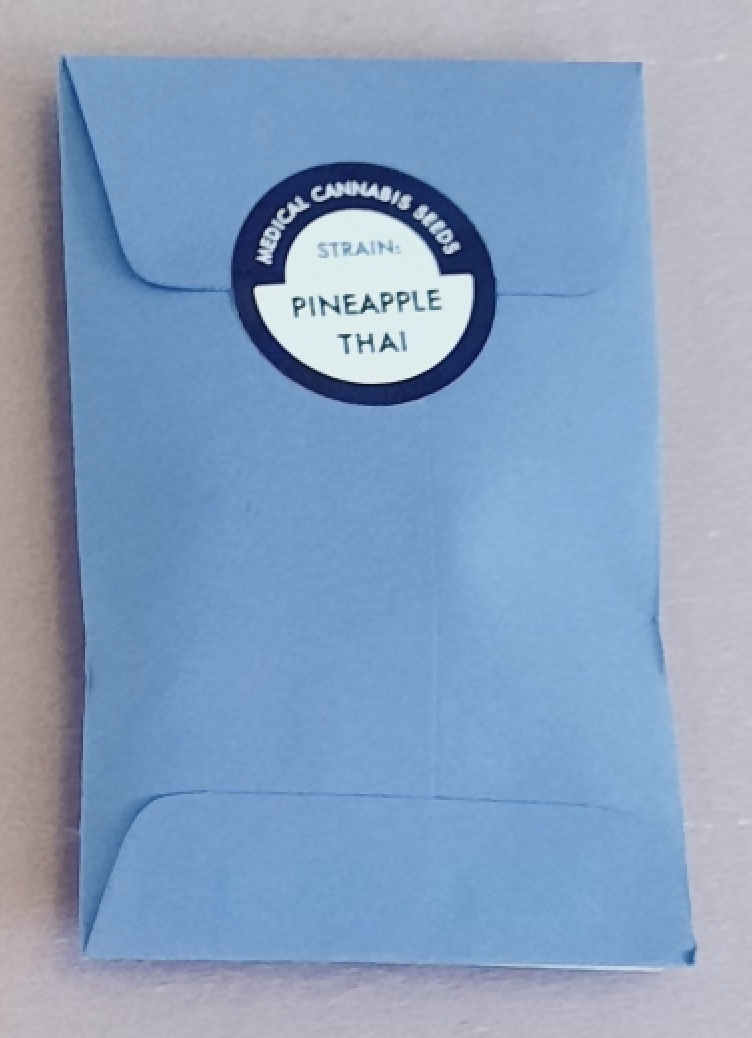 MEDICAL CANNABIS SEEDS
STRAIN:
PINEAPPLE
THAI